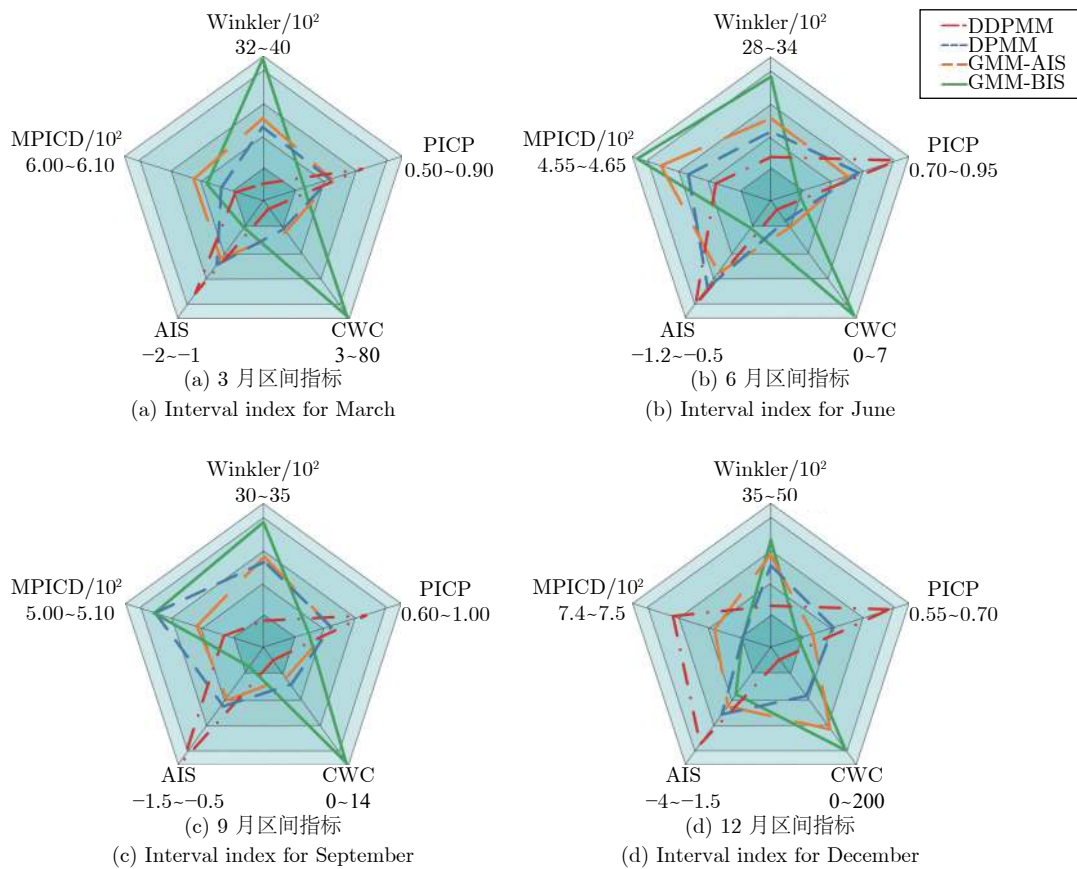 Winkler/10²
32~40
MPICD/10²
6.00~6.10
PICP
0.50~0.90
AIS
−2~−1
CWC
3~80
(a) 3 月区间指标
(a) Interval index for March
Winkler/10²
28~34
MPICD/10²
4.55~4.65
PICP
0.70~0.95
AIS
−1.2~−0.5
CWC
0~7
(b) 6 月区间指标
(b) Interval index for June
DDPMM
DPMM
GMM-AIS
GMM-BIS
Winkler/10²
30~35
MPICD/10²
5.00~5.10
PICP
0.60~1.00
AIS
−1.5~−0.5
CWC
0~14
(c) 9 月区间指标
(c) Interval index for September
Winkler/10²
35~50
MPICD/10²
7.4~7.5
PICP
0.55~0.70
AIS
−4~−1.5
CWC
0~200
(d) 12 月区间指标
(d) Interval index for December